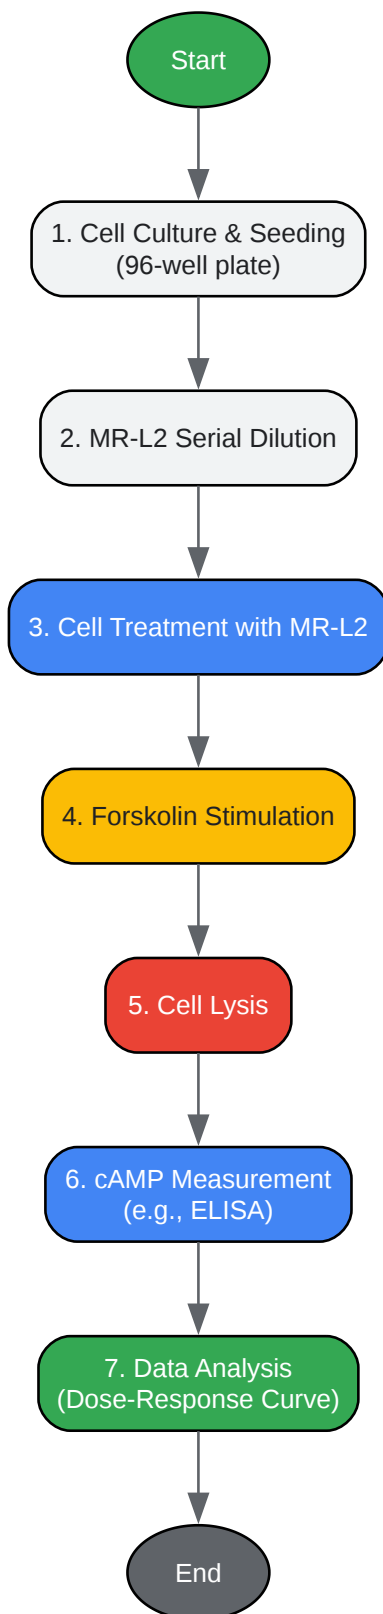 Start
1. Cell Culture & Seeding
(96-well plate)
2. MR-L2 Serial Dilution
3. Cell Treatment with MR-L2
4. Forskolin Stimulation
5. Cell Lysis
6. cAMP Measurement
(e.g., ELISA)
7. Data Analysis
(Dose-Response Curve)
End